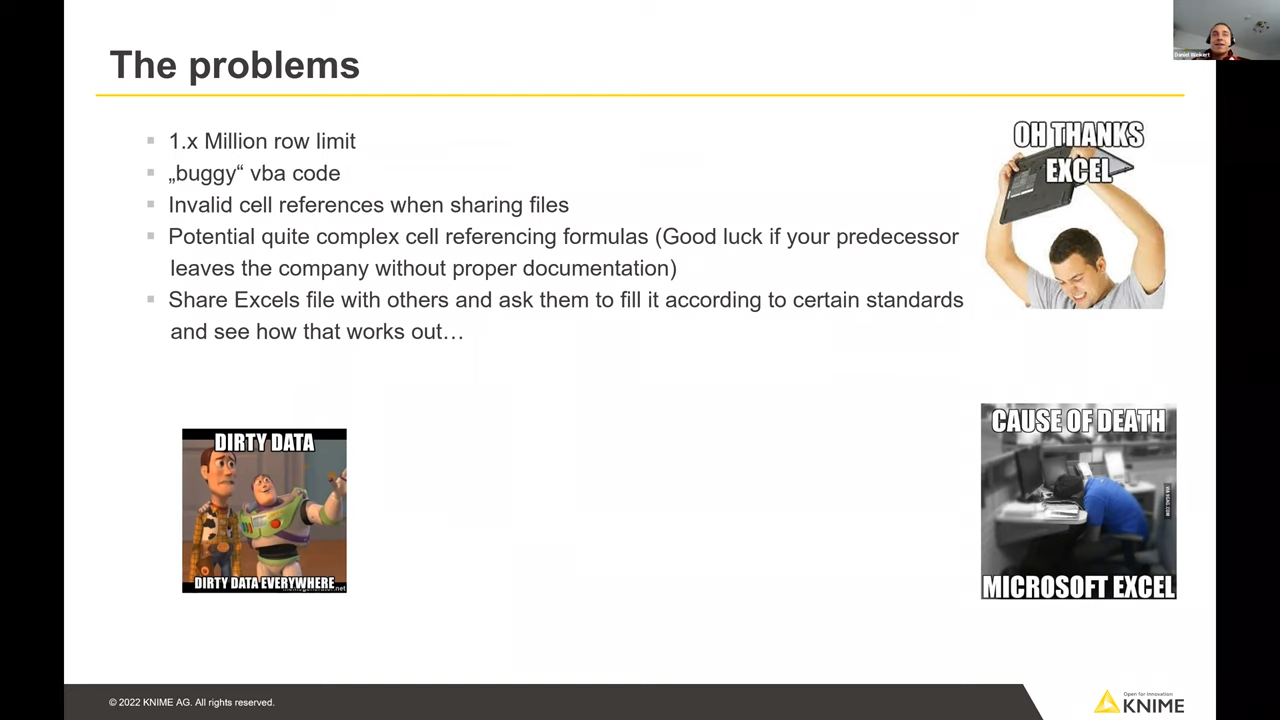 The problems
1.x Million row limit
„buggy“ vba code
Invalid cell references when sharing files
Potential quite complex cell referencing formulas (Good luck if your predecessor
leaves the company without proper documentation)
Share Excels file with others and ask them to fill it according to certain standards
and see how that works out…
OH THANKS
EXCEL
DIRTY DATA
DIRTY DATA EVERYWHERE
CAUSE OF DEATH
VIA 9GAG.COM
MICROSOFT EXCEL
© 2022 KNIME AG. All rights reserved.
Open for Innovation
KNIME